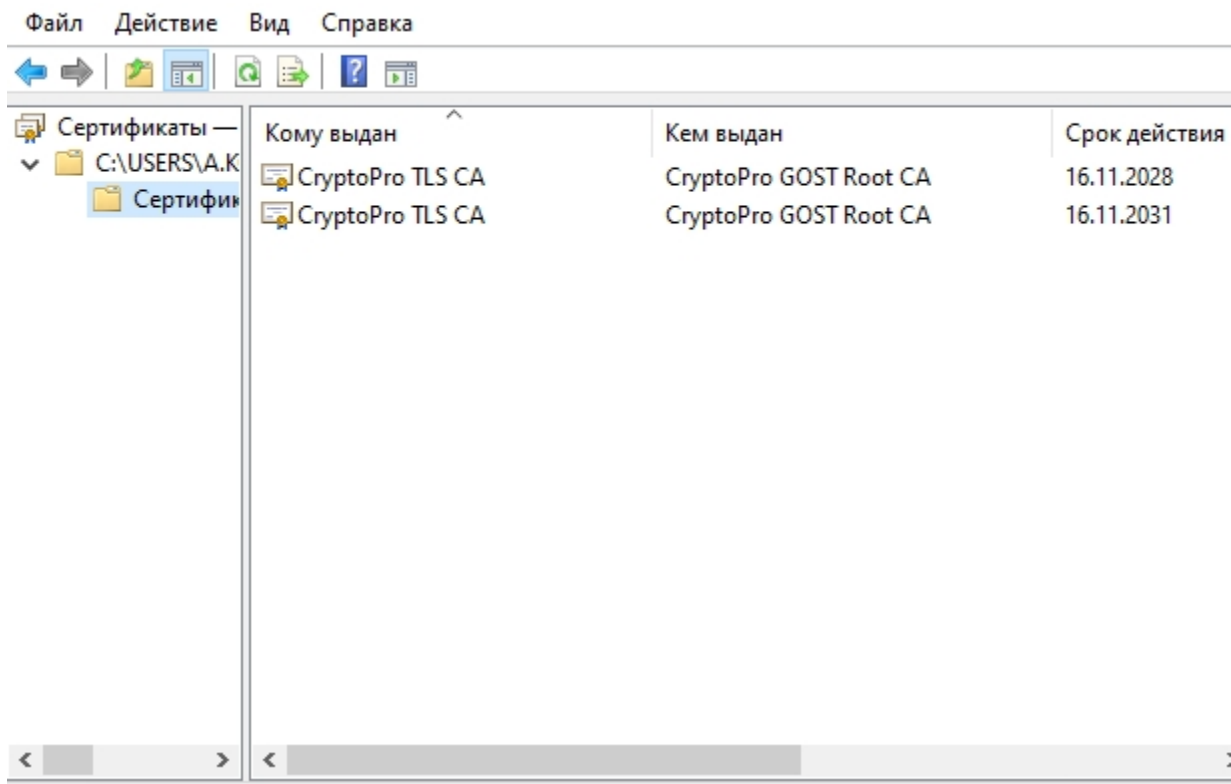 Файл Действие Вид Справка
Сертификаты —
C:\USERS\A.K
Сертифик
Кому выдан Кем выдан Срок действия
CryptoPro TLS CA CryptoPro GOST Root CA 16.11.2028
CryptoPro TLS CA CryptoPro GOST Root CA 16.11.2031